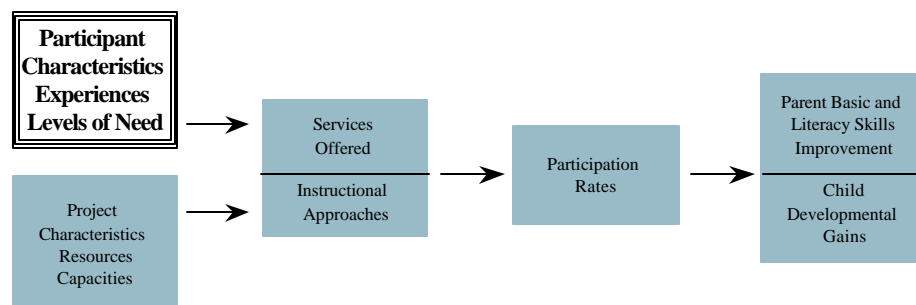 Participant
Characteristics
Experiences
Levels of Need
Project
Characteristics
Resources
Capacities
Services
Offered
Instructional
Approaches
Participation
Rates
Parent Basic and
Literacy Skills
Improvement
Child
Developmental
Gains